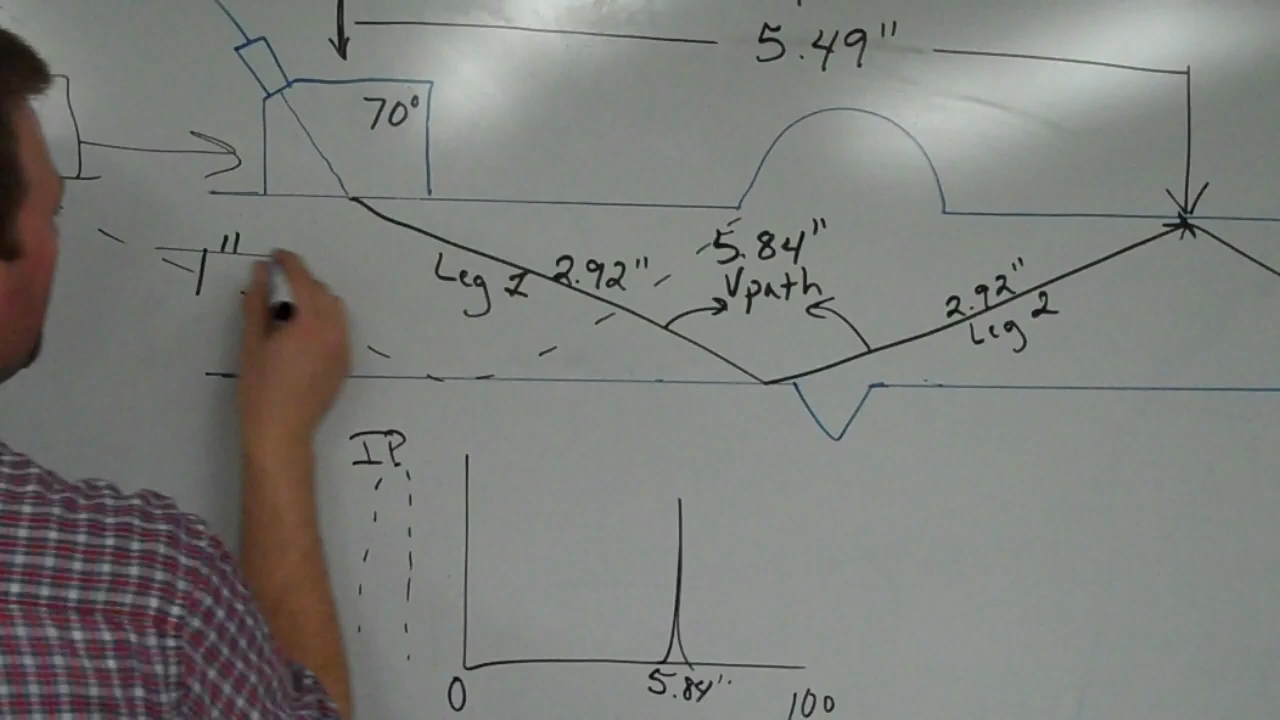 5.49"
70°
1"
5.84"
Vpath
Leg 1 2.92"
2.92"
Leg 2
IP
0 5.84" 100